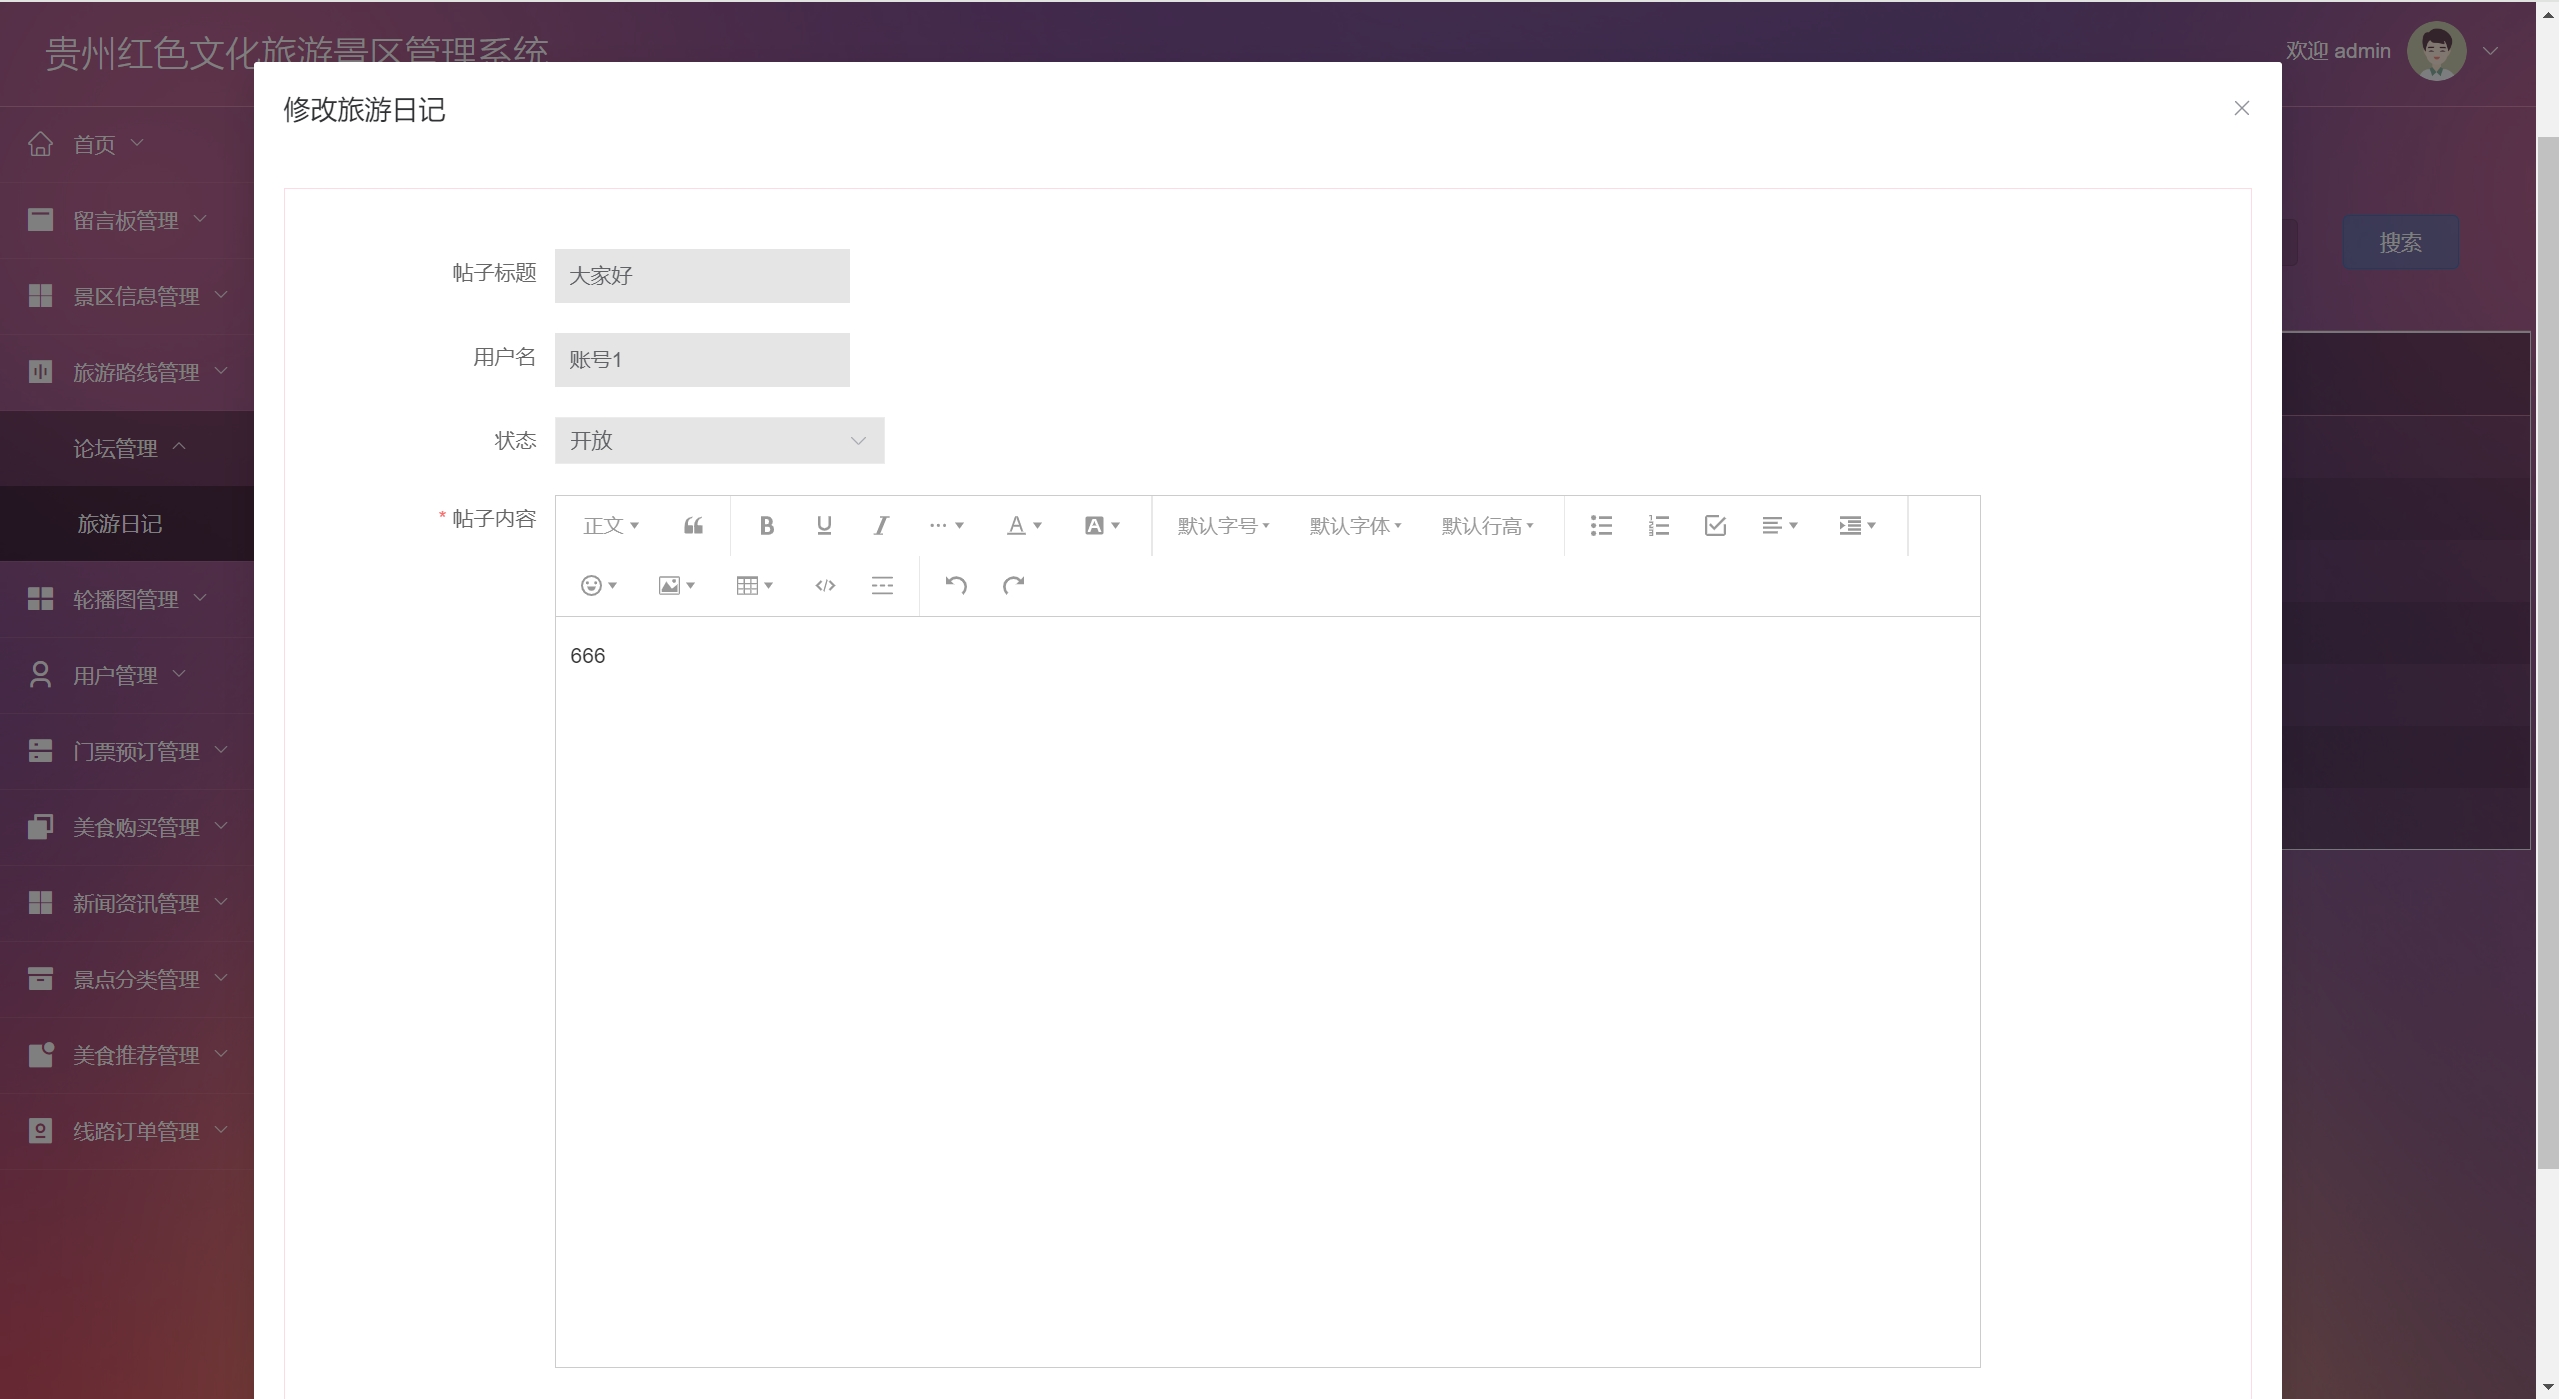 贵州红色文化旅游景区管理系统
欢迎 admin
修改旅游日记
首页
留言板管理
景区信息管理
旅游路线管理
论坛管理
旅游日记
轮播图管理
用户管理
门票预订管理
美食购买管理
新闻资讯管理
景点分类管理
美食推荐管理
线路订单管理
搜索
帖子标题 大家好
用户名 账号1
状态 开放
* 帖子内容
正文 默认字号 默认字体 默认行高
666